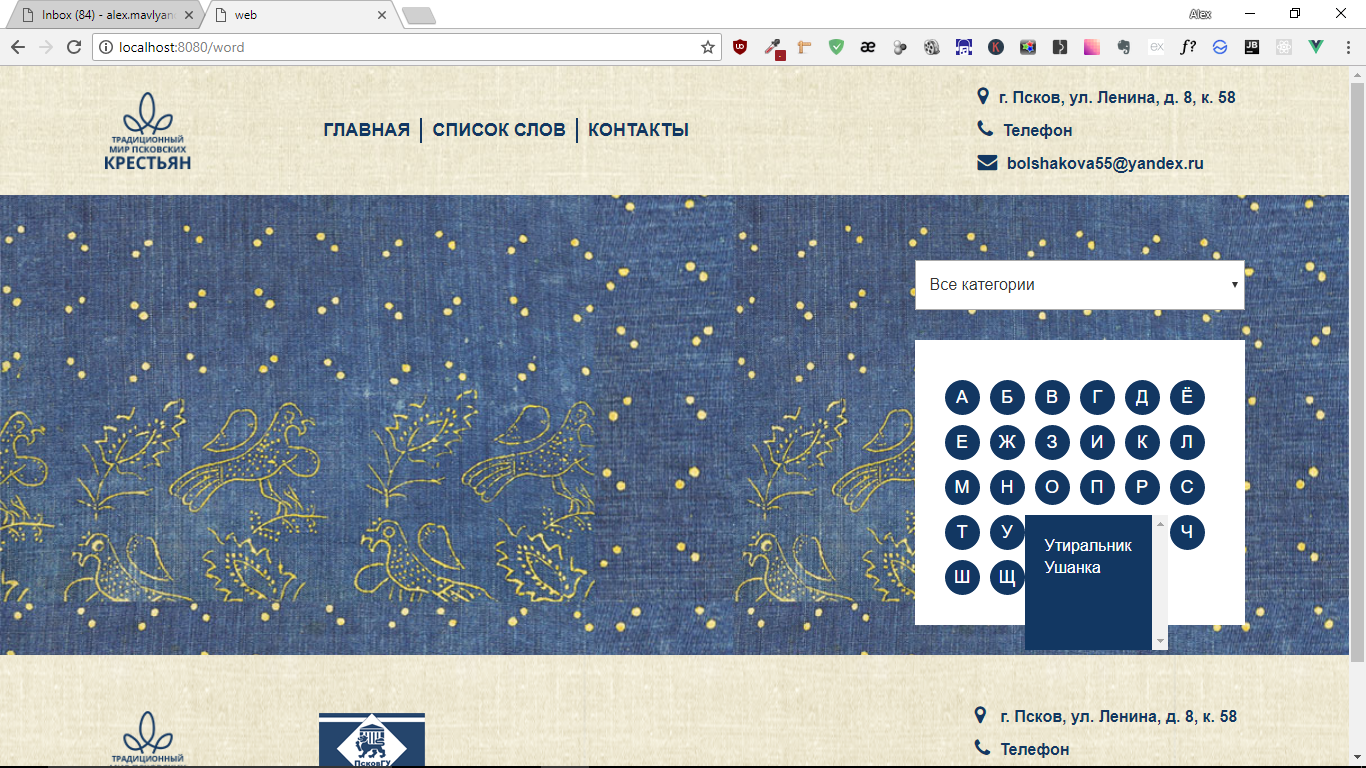 Inbox (84) - alex.mavlyan
web
Alex
localhost:8080/word
ТРАДИЦИОННЫЙ
МИР ПСКОВСКИХ
КРЕСТЬЯН
ГЛАВНАЯ
СПИСОК СЛОВ
КОНТАКТЫ
г. Псков, ул. Ленина, д. 8, к. 58
Телефон
bolshakova55@yandex.ru
Все категории
А Б В Г Д Ё
Е Ж З И К Л
М Н О П Р С
Т У Ч
Утиральник
Ушанка
Ш Щ
ТРАДИЦИОННЫЙ
МИР ПСКОВСКИХ
ПсковГУ
г. Псков, ул. Ленина, д. 8, к. 58
Телефон